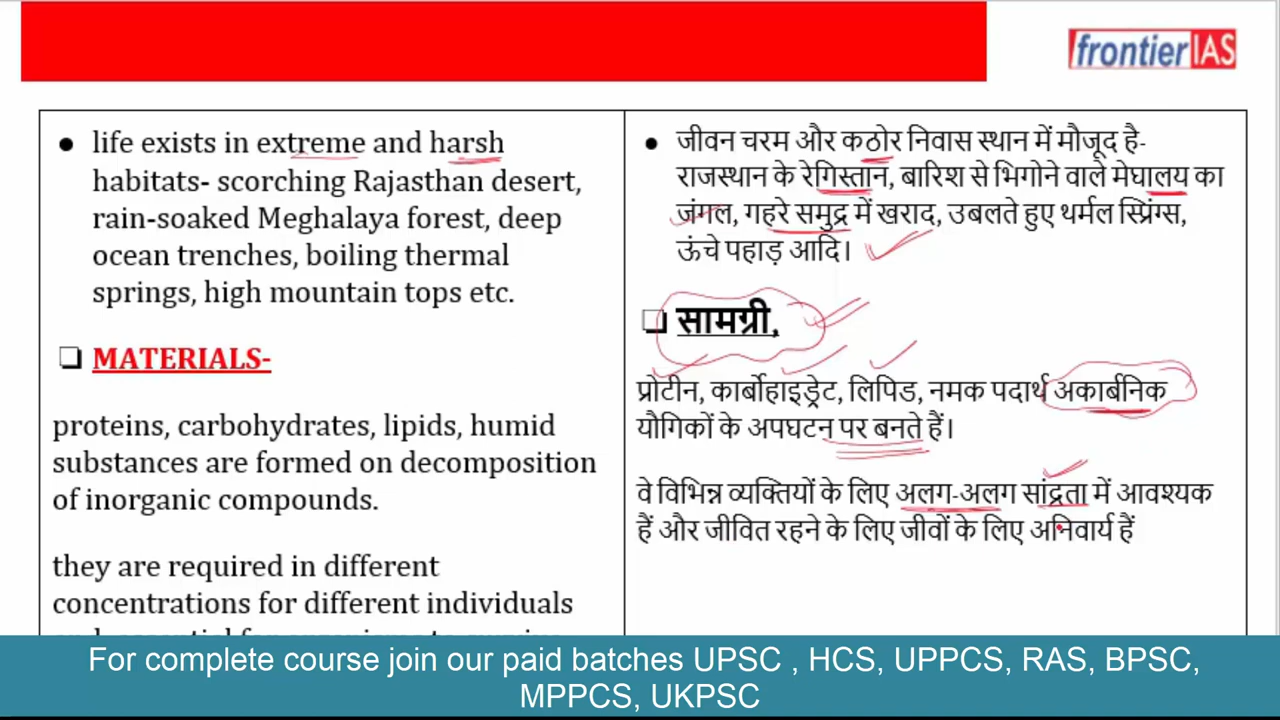 frontier IAS
● life exists in extreme and harsh
habitats- scorching Rajasthan desert,
rain-soaked Meghalaya forest, deep
ocean trenches, boiling thermal
springs, high mountain tops etc.
❑ MATERIALS-
proteins, carbohydrates, lipids, humid
substances are formed on decomposition
of inorganic compounds.
they are required in different
concentrations for different individuals
● जीवन चरम और कठोर निवास स्थान में मौजूद है-
राजस्थान के रेगिस्तान, बारिश से भिगोने वाले मेघालय का
जंगल, गहरे समुद्र में खराद, उबलते हुए थर्मल स्प्रिंग्स,
ऊंचे पहाड़ आदि।
❑ सामग्री,
प्रोटीन, कार्बोहाइड्रेट, लिपिड, नमक पदार्थ अकार्बनिक
यौगिकों के अपघटन पर बनते हैं।
वे विभिन्न व्यक्तियों के लिए अलग-अलग सांद्रता में आवश्यक
हैं और जीवित रहने के लिए जीवों के लिए अनिवार्य हैं
For complete course join our paid batches UPSC , HCS, UPPCS, RAS, BPSC,
MPPCS, UKPSC